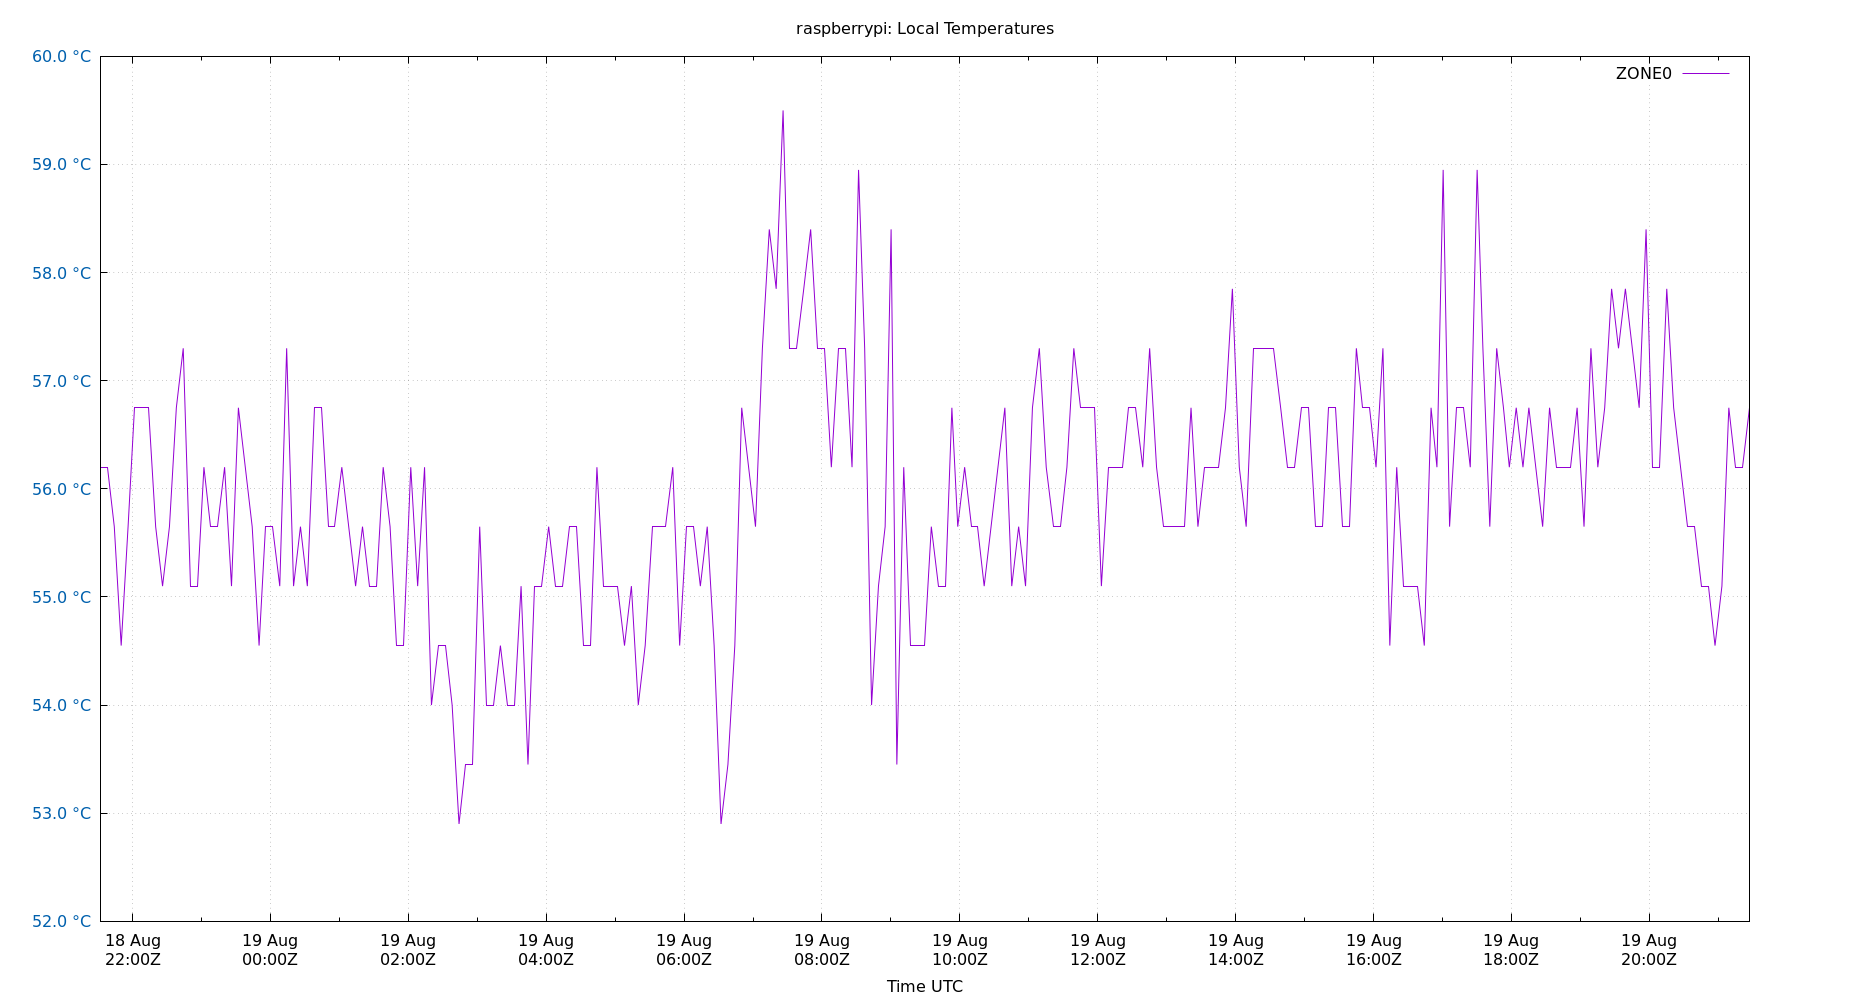 raspberrypi: Local Temperatures
60.0 °C
ZONE0
59.0 °C
58.0 °C
57.0 °C
56.0 °C
55.0 °C
54.0 °C
53.0 °C
52.0 °C
18 Aug 19 Aug 19 Aug 19 Aug 19 Aug 19 Aug 19 Aug 19 Aug 19 Aug 19 Aug 19 Aug 19 Aug
22:00Z 00:00Z 02:00Z 04:00Z 06:00Z 08:00Z 10:00Z 12:00Z 14:00Z 16:00Z 18:00Z 20:00Z
Time UTC